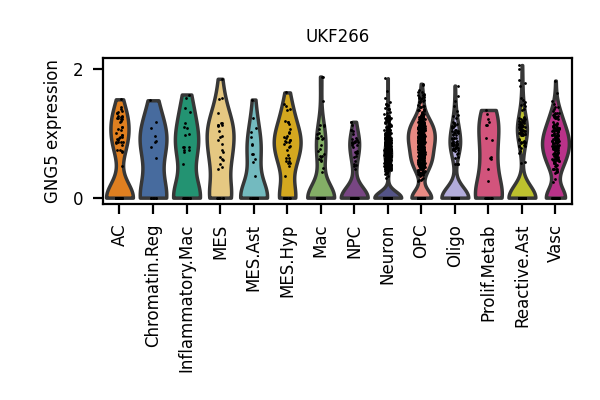 UKF266
GNG5 expression
2
0
AC
Chromatin.Reg
Inflammatory.Mac
MES
MES.Ast
MES.Hyp
Mac
NPC
Neuron
OPC
Oligo
Prolif.Metab
Reactive.Ast
Vasc